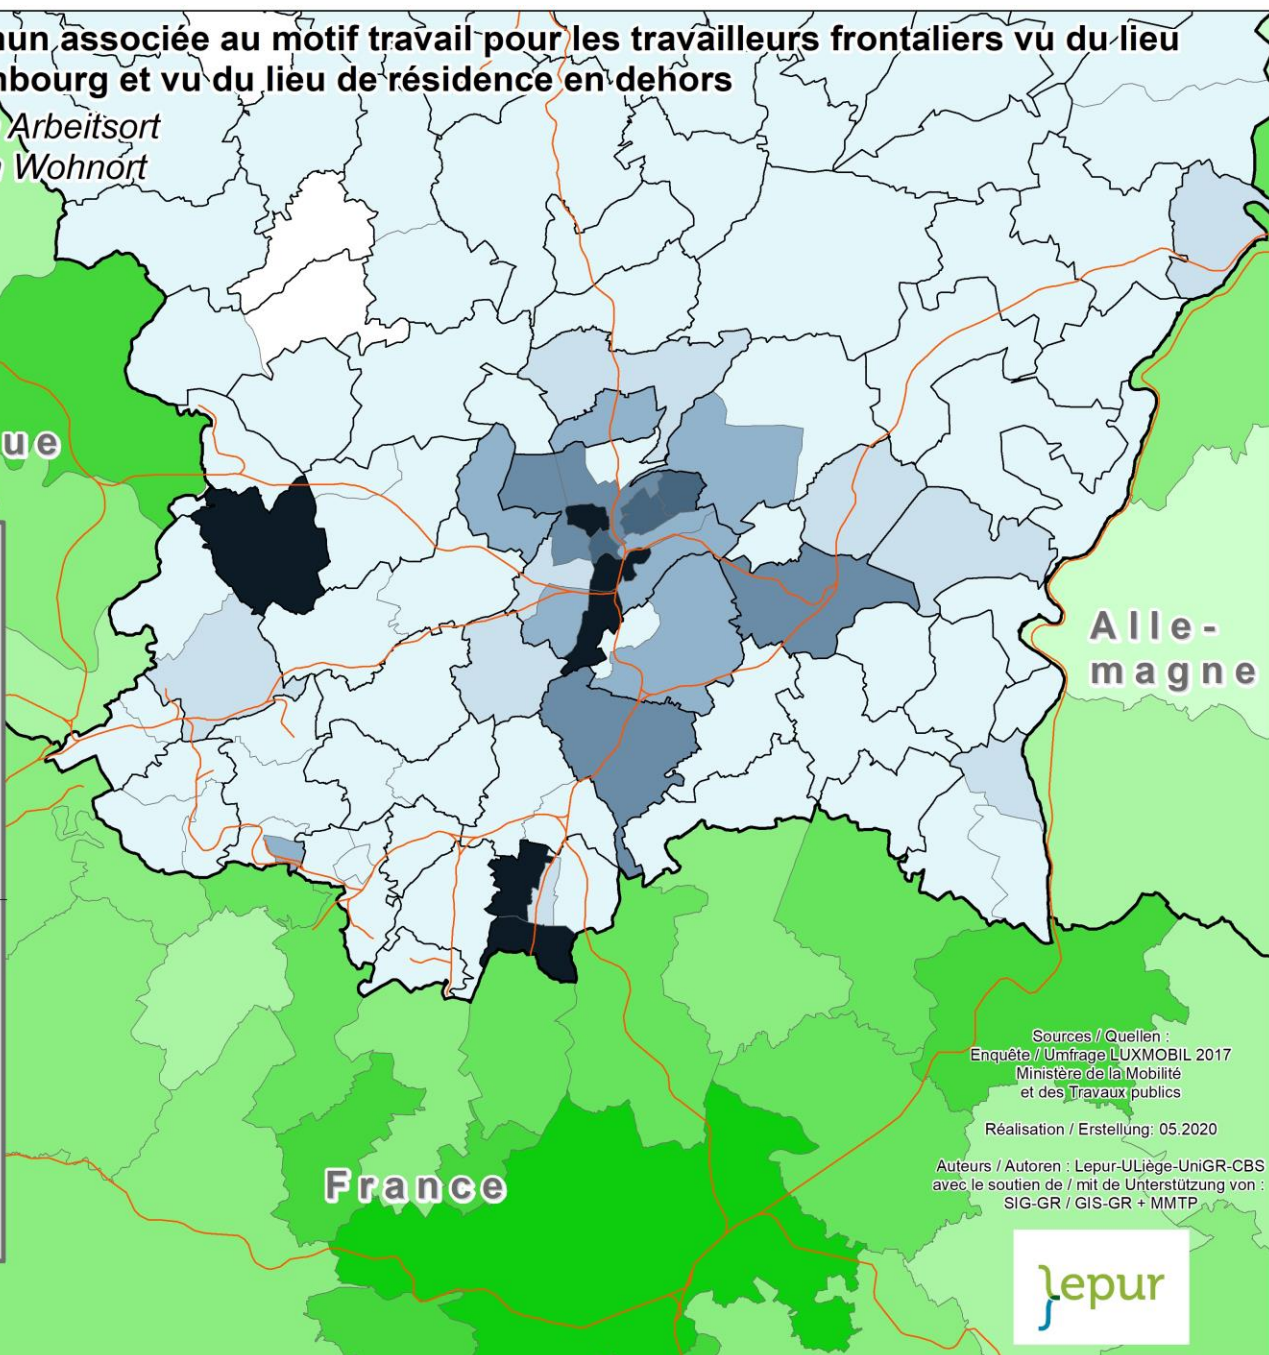 un associée au motif travail pour les travailleurs frontaliers vu du lieu
bourg et vu du lieu de résidence en dehors
Arbeitsort
Wohnort
ue
Alle-
magne
Sources / Quellen :
Enquête / Umfrage LUXMOBIL 2017
Ministère de la Mobilité
et des Travaux publics
Réalisation / Erstellung: 05.2020
Auteurs / Autoren : Lepur-ULiège-UniGR-CBS
avec le soutien de / mit de Unterstützung von :
SIG-GR / GIS-GR + MMTP
France
lepur